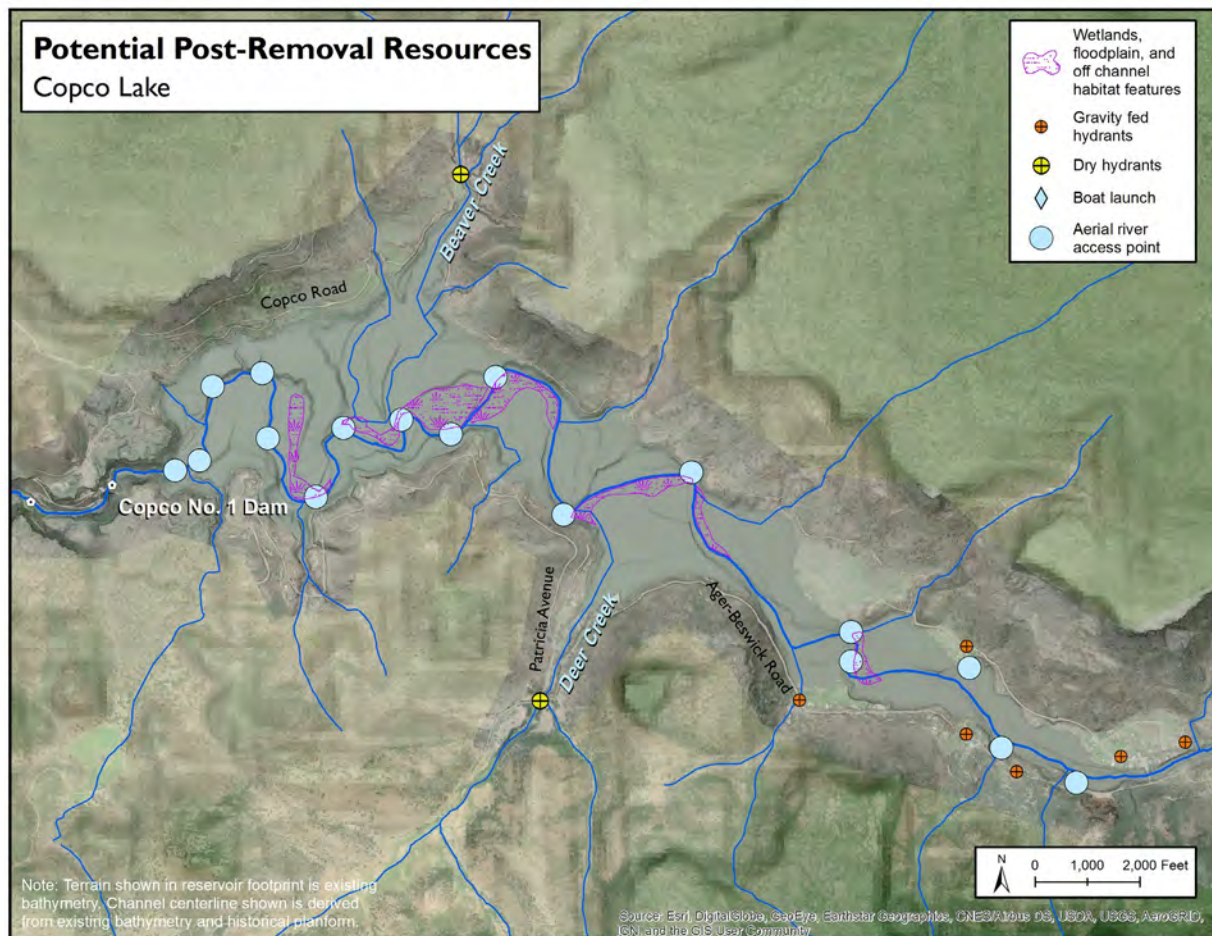 Potential Post-Removal Resources
Copco Lake
Wetlands,
floodplain, and
off channel
habitat features
Gravity fed
hydrants
Dry hydrants
Boat launch
Aerial river
access point
Beaver Creek
Copco Road
Copco No. 1 Dam
Patricia Avenue
Deer Creek
Ager-Beswick Road
N
0 1,000 2,000 Feet
Note: Terrain shown in reservoir footprint is existing
bathymetry. Channel centerline shown is derived
from existing bathymetry and historical planform.
Source: Esri, DigitalGlobe, GeoEye, Earthstar Geographics, CNES/Airbus DS, USDA, USGS, AeroGRID,
IGN, and the GIS User Community